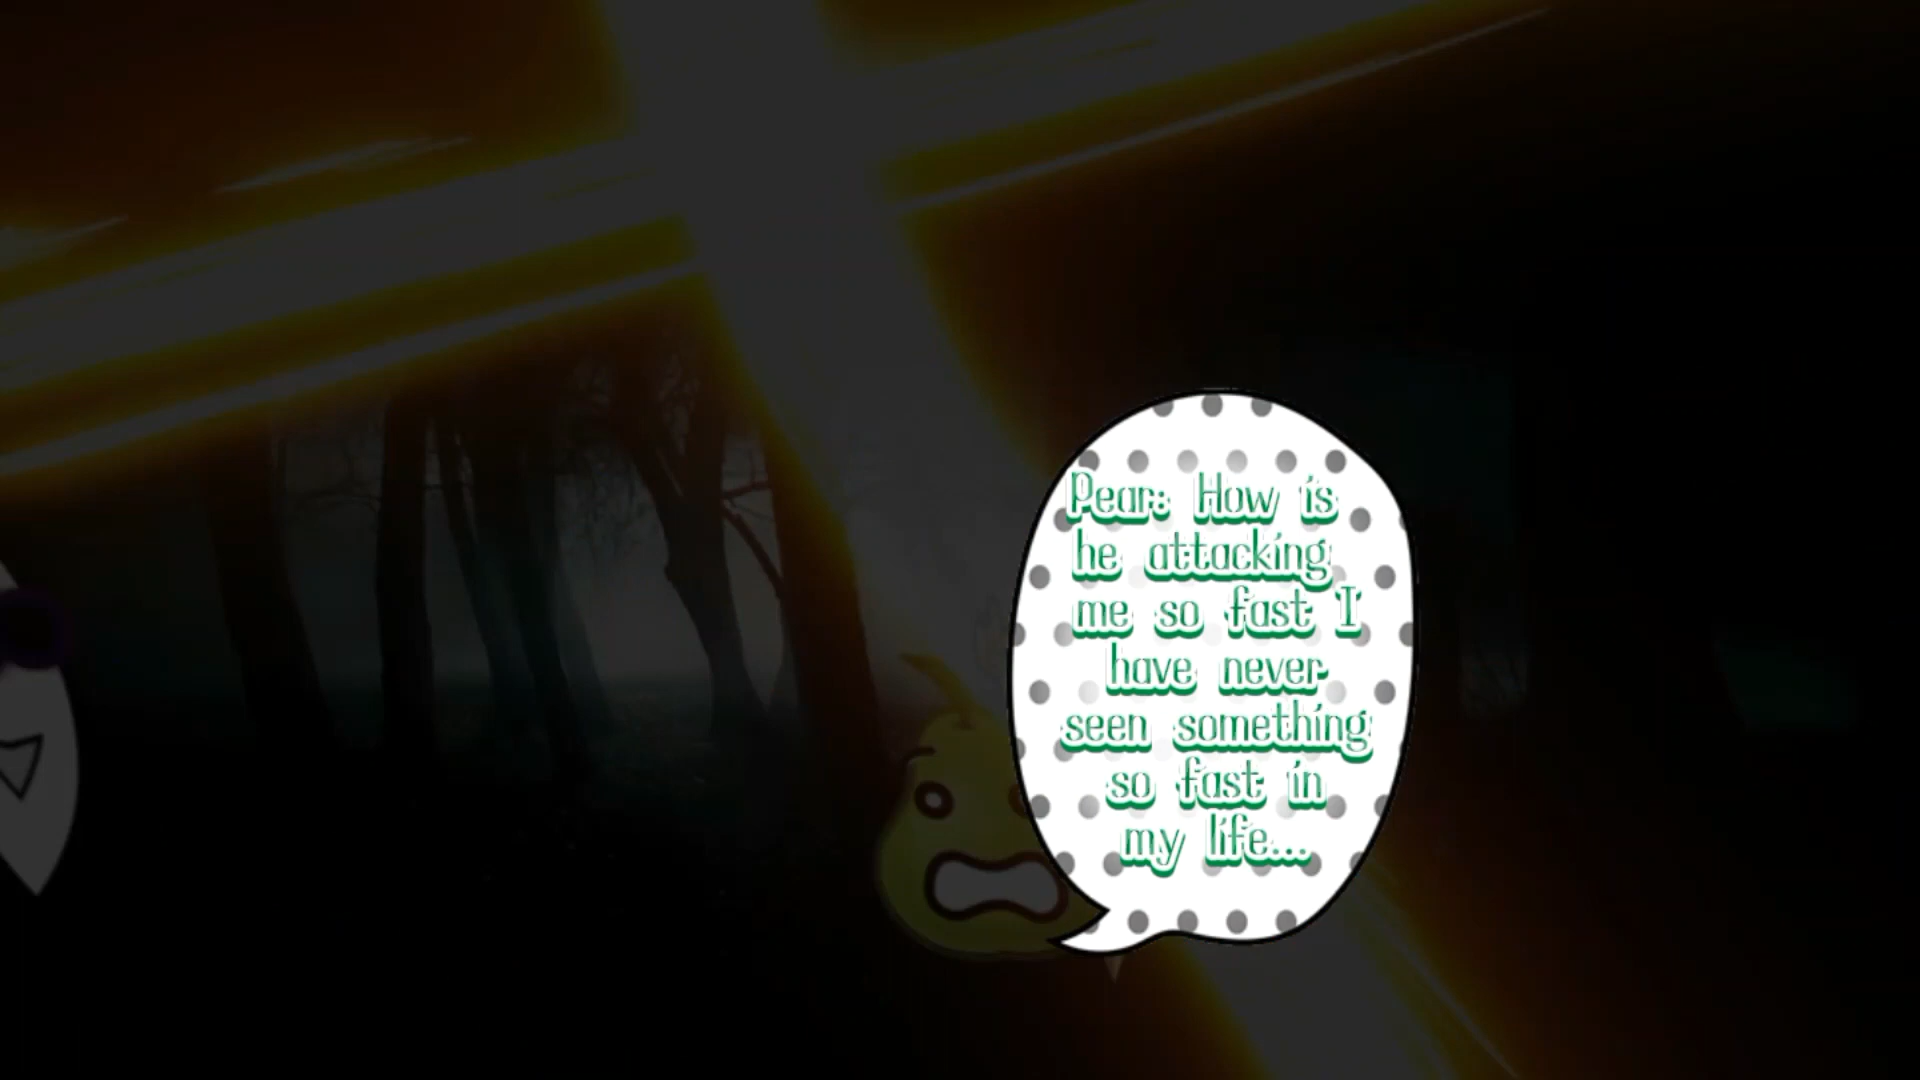 Pear: How is
he attacking
me so fast I
have never
seen something
so fast in
my life...